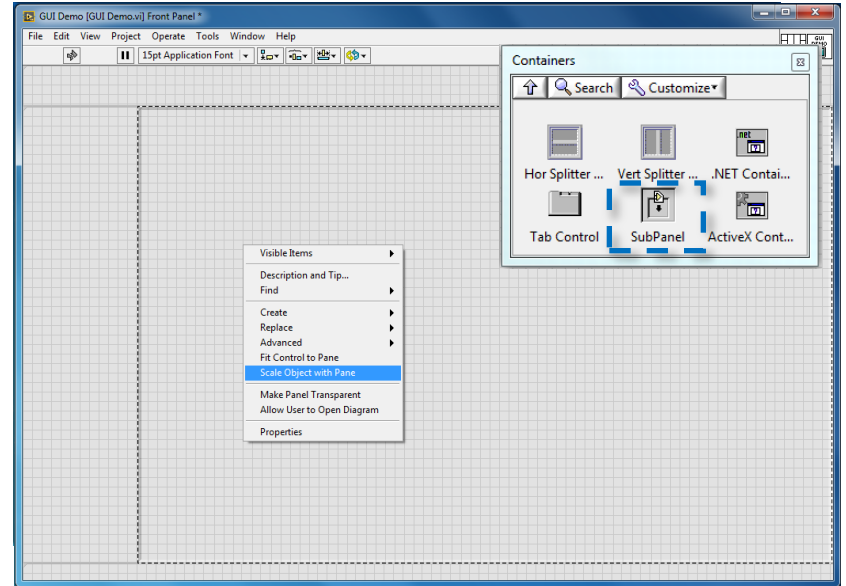 GUI Demo [GUI Demo.vi] Front Panel *
File Edit View Project Operate Tools Window Help
15pt Application Font
GUI
DEMO
Containers
Search Customize
Hor Splitter ... Vert Splitter ... .NET Contai...
.net
Tab Control SubPanel ActiveX Cont...
Visible Items
Description and Tip...
Find
Create
Replace
Advanced
Fit Control to Pane
Scale Object with Pane
Make Panel Transparent
Allow User to Open Diagram
Properties